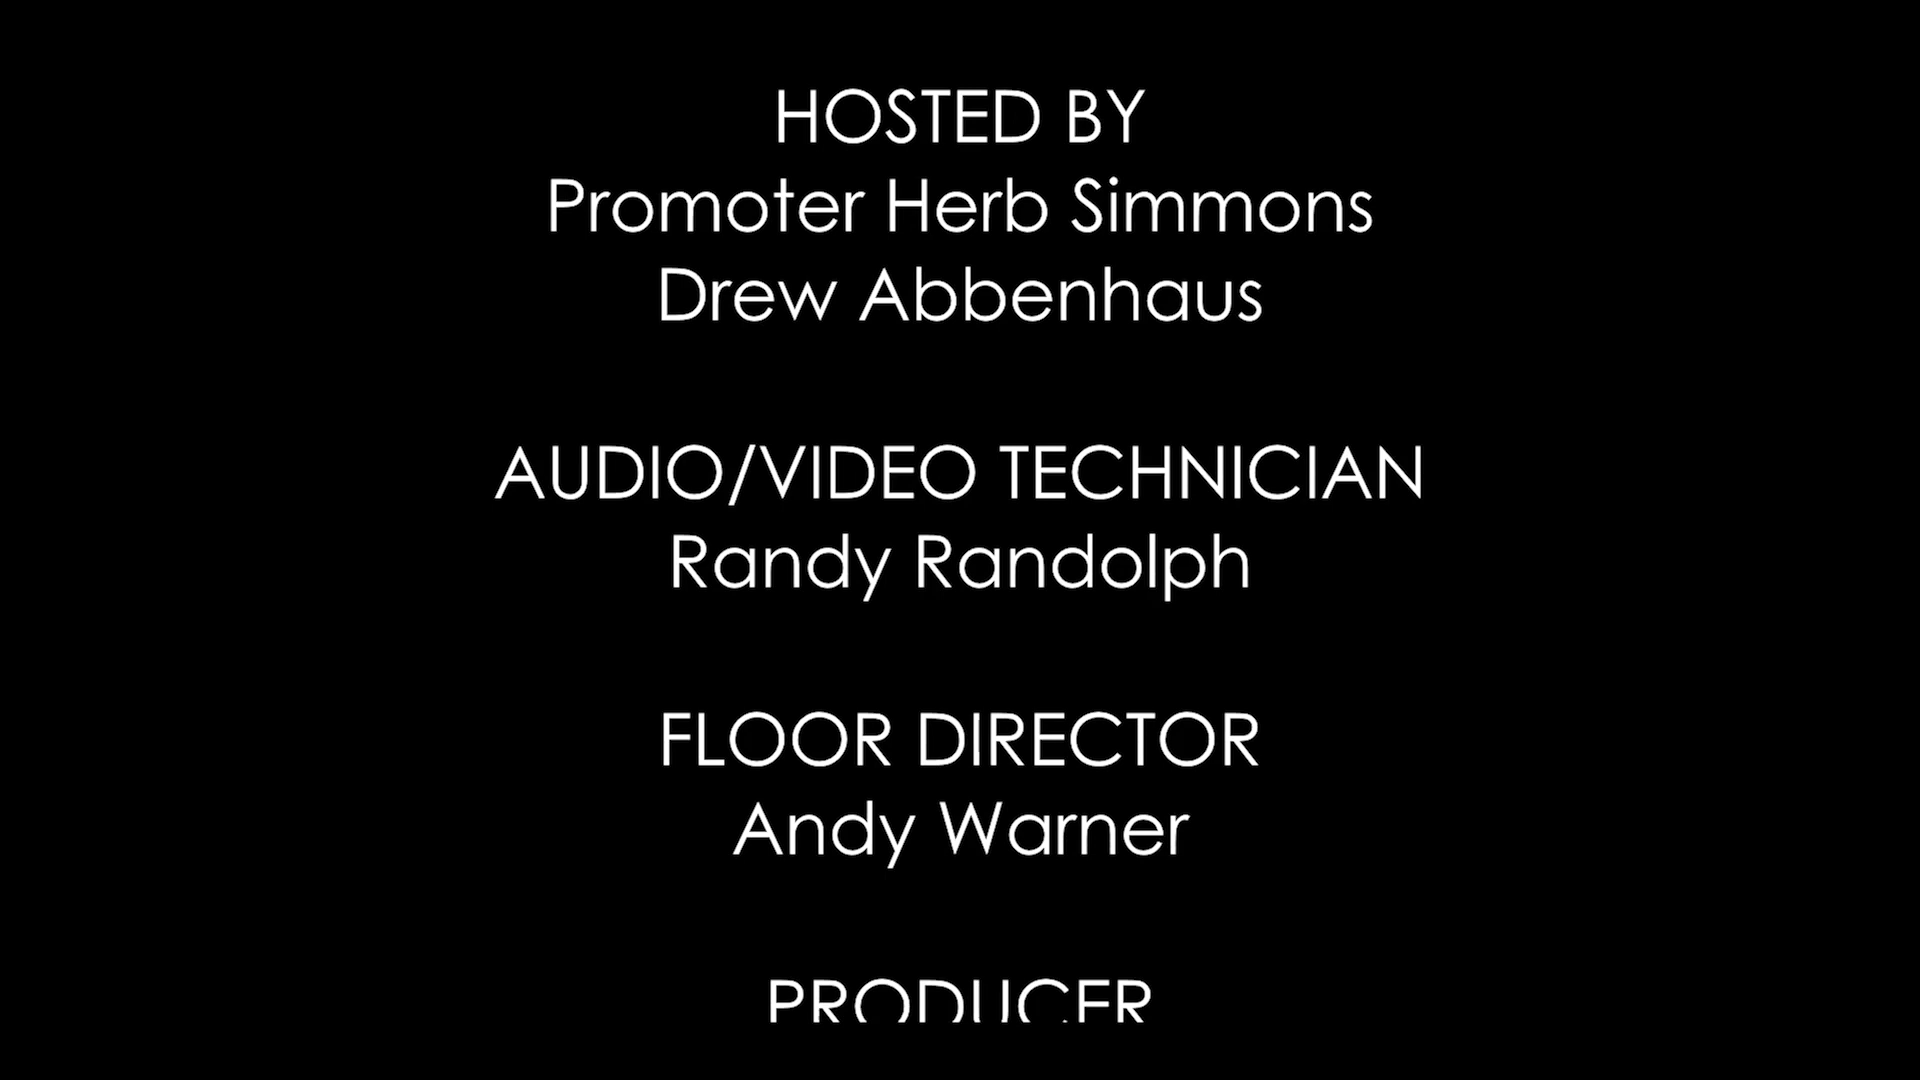 HOSTED BY
Promoter Herb Simmons
Drew Abbenhaus
AUDIO/VIDEO TECHNICIAN
Randy Randolph
FLOOR DIRECTOR
Andy Warner
PRODUCER